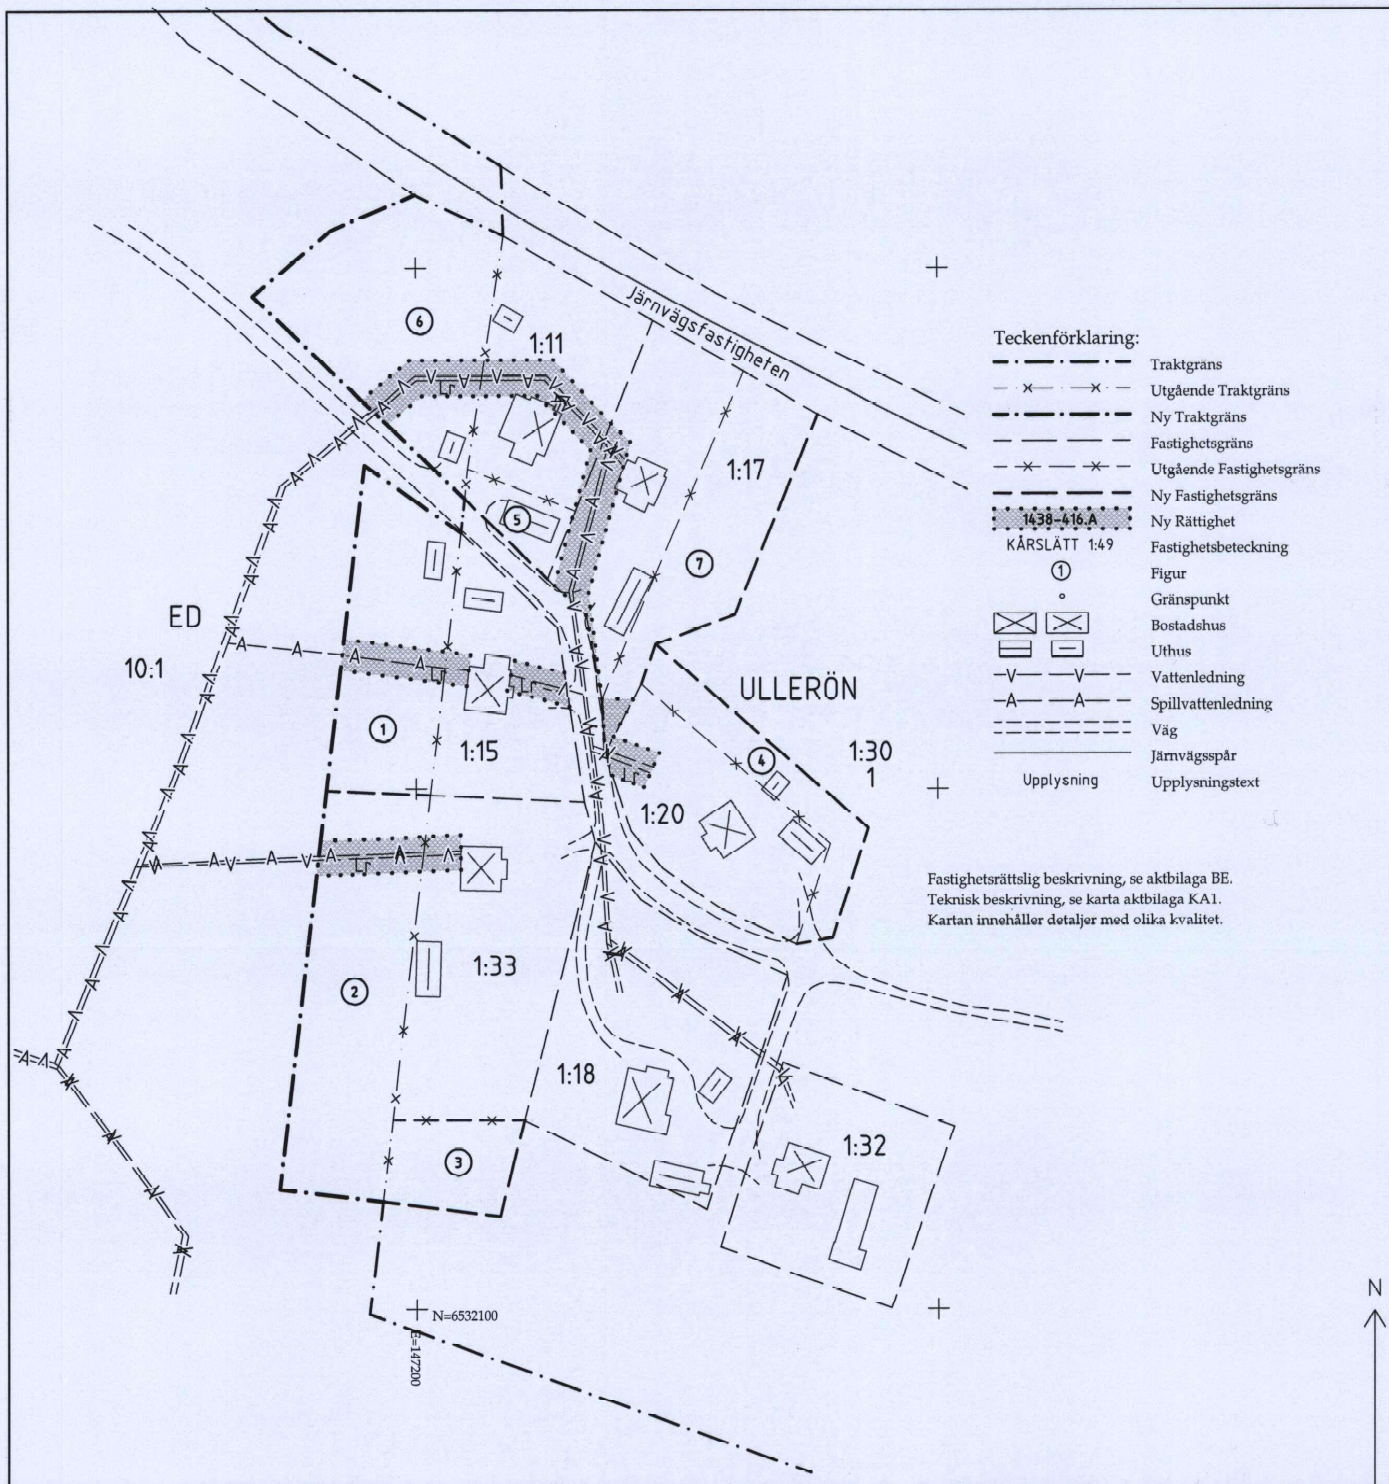 Järnvägsfastigheten
6
1:11
1:17
5
7
ED
10:1
ULLERÖN
1
1:15
4
1:30
1
1:20
1:33
2
1:18
3
1:32
N=6532100
E=147200
Teckenförklaring:
Traktgräns
Utgående Traktgräns
Ny Traktgräns
Fastighetsgräns
Utgående Fastighetsgräns
Ny Fastighetsgräns
1438-416.A Ny Rättighet
KÅRSLÄTT 1:49 Fastighetsbeteckning
1 Figur
Gränspunkt
Bostadshus
Uthus
Vattenledning
Spillvattenledning
Väg
Järnvägsspår
Upplysning Upplysningstext
Fastighetsrättslig beskrivning, se aktbilaga BE.
Teknisk beskrivning, se karta aktbilaga KA1.
Kartan innehåller detaljer med olika kvalitet.
N